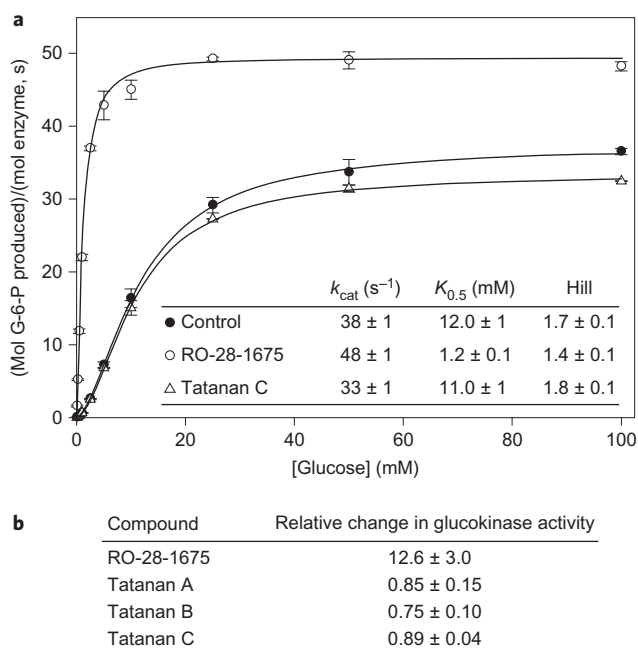 a
(Mol G-6-P produced)/(mol enzyme, s)
60
50
40
30
20
10
0
k_cat (s⁻¹) K_0.5 (mM) Hill
Control 38 ± 1 12.0 ± 1 1.7 ± 0.1
RO-28-1675 48 ± 1 1.2 ± 0.1 1.4 ± 0.1
Tatanan C 33 ± 1 11.0 ± 1 1.8 ± 0.1
0 20 40 60 80 100
[Glucose] (mM)
b
Compound Relative change in glucokinase activity
RO-28-1675 12.6 ± 3.0
Tatanan A 0.85 ± 0.15
Tatanan B 0.75 ± 0.10
Tatanan C 0.89 ± 0.04